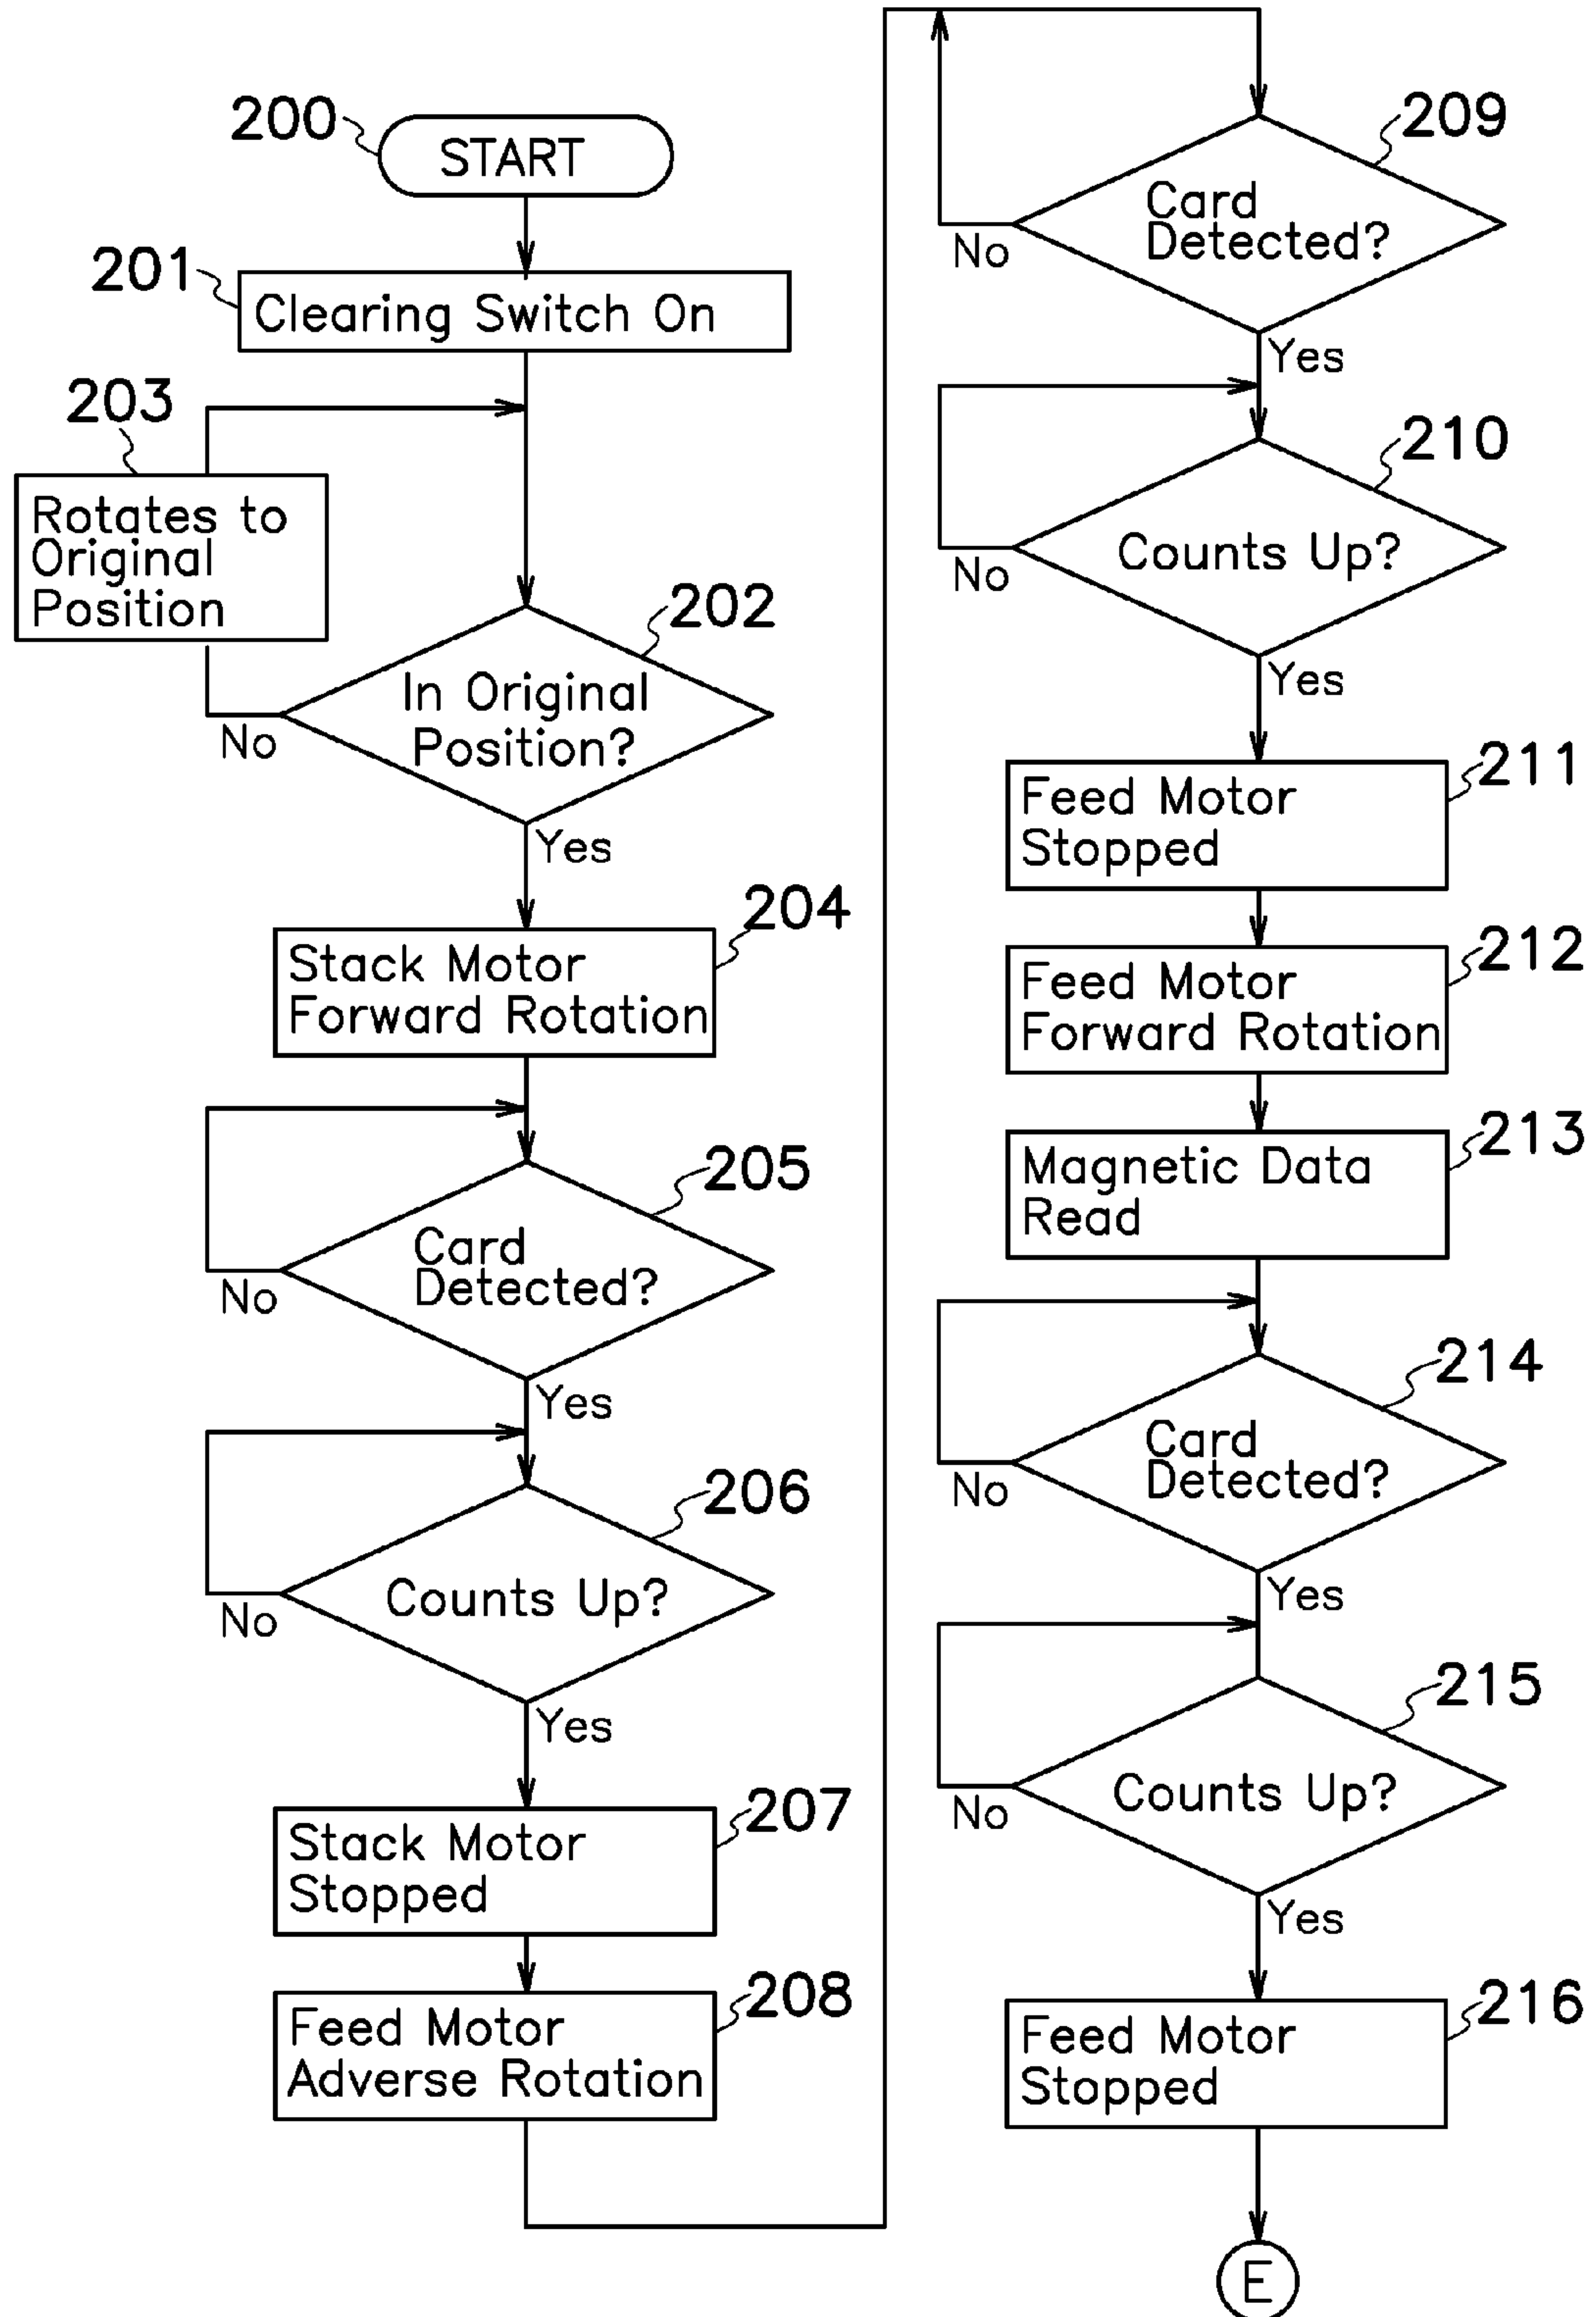 200
START
201
Clearing Switch On
203
Rotates to
Original
Position
202
In Original
Position?
No
Yes
204
Stack Motor
Forward Rotation
205
Card
Detected?
No
Yes
206
Counts Up?
No
Yes
207
Stack Motor
Stopped
208
Feed Motor
Adverse Rotation
209
Card
Detected?
No
Yes
210
Counts Up?
No
Yes
211
Feed Motor
Stopped
212
Feed Motor
Forward Rotation
213
Magnetic Data
Read
214
Card
Detected?
No
Yes
215
Counts Up?
No
Yes
216
Feed Motor
Stopped
E